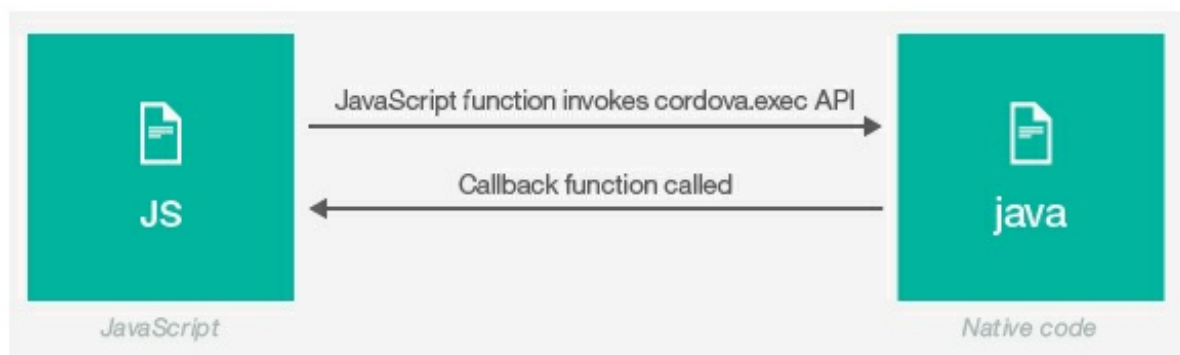 JavaScript function invokes cordova.exec API
Callback function called
JS
java
JavaScript
Native code